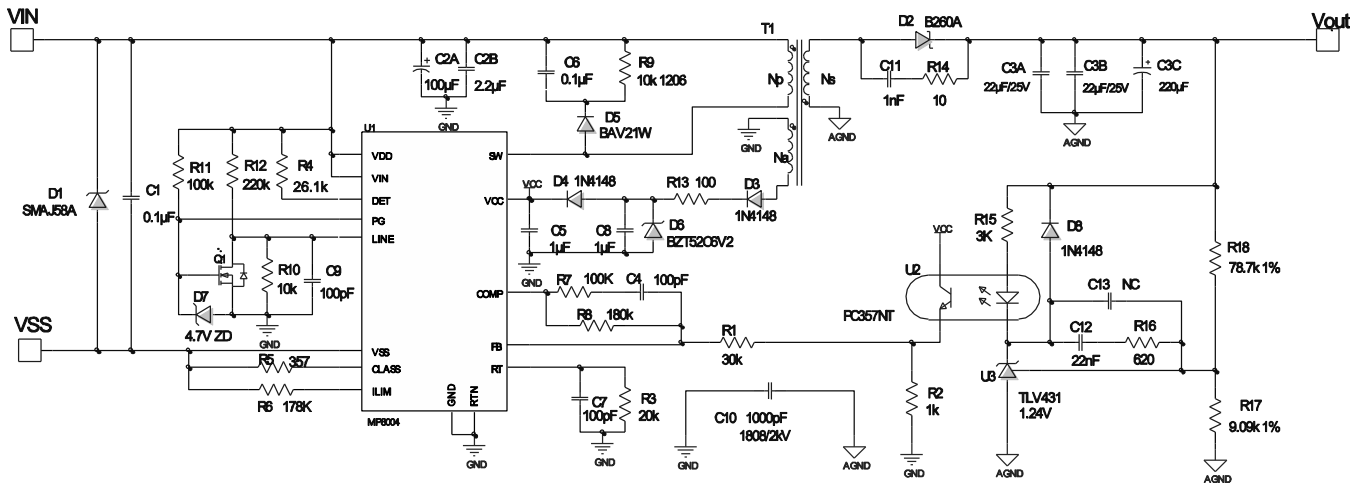 VIN
D2
B260A
Vout
T1
C2A
100µF
C2B
2.2µF
C6
0.1µF
R9
10k 1206
Np
Ns
C11
1nF
R14
10
C3A
22µF/25V
C3B
22µF/25V
C3C
220µF
GND
D5
BAV21W
GND
AGND
AGND
U1
Na
D1
SMAJ58A
C1
0.1µF
R11
100k
R12
220k
R4
26.1k
VDD
VIN
DET
PG
LINE
SW
VCC
VCC
D4 1N4148
R13 100
D3
1N4148
C5
1µF
C8
1µF
D6
BZT52C6V2
GND
R15
3K
D8
1N4148
R18
78.7k 1%
VCC
Q1
R10
10k
C9
100pF
D7
4.7V ZD
GND
COMP
R7
100K
C4
100pF
R8
180k
U2
PC357NT
C13
NC
C12
22nF
R16
620
VSS
VSS
CLASS
ILIM
R5
357
R6
178K
FB
RT
R1
30k
GND
RTN
MP8004
GND
C7
100pF
R3
20k
GND
C10
1000pF
1808/2kV
GND
AGND
R2
1k
GND
U3
TLV431
1.24V
AGND
R17
9.09k 1%
AGND